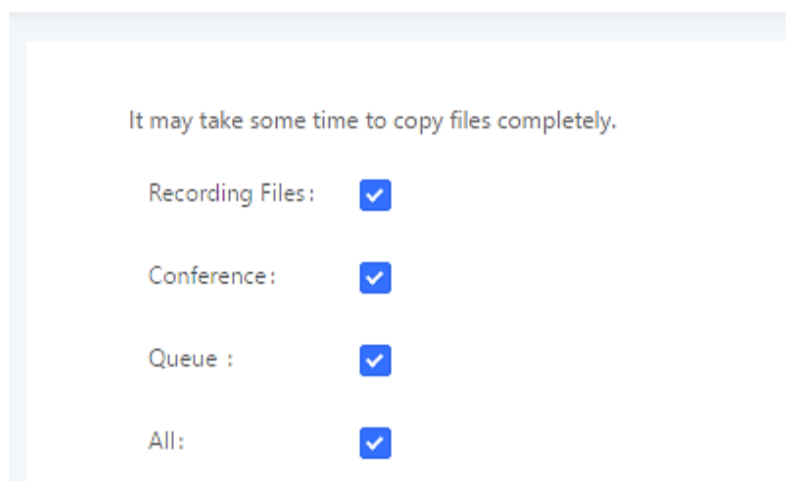 It may take some time to copy files completely.
Recording Files:
Conference:
Queue :
All: